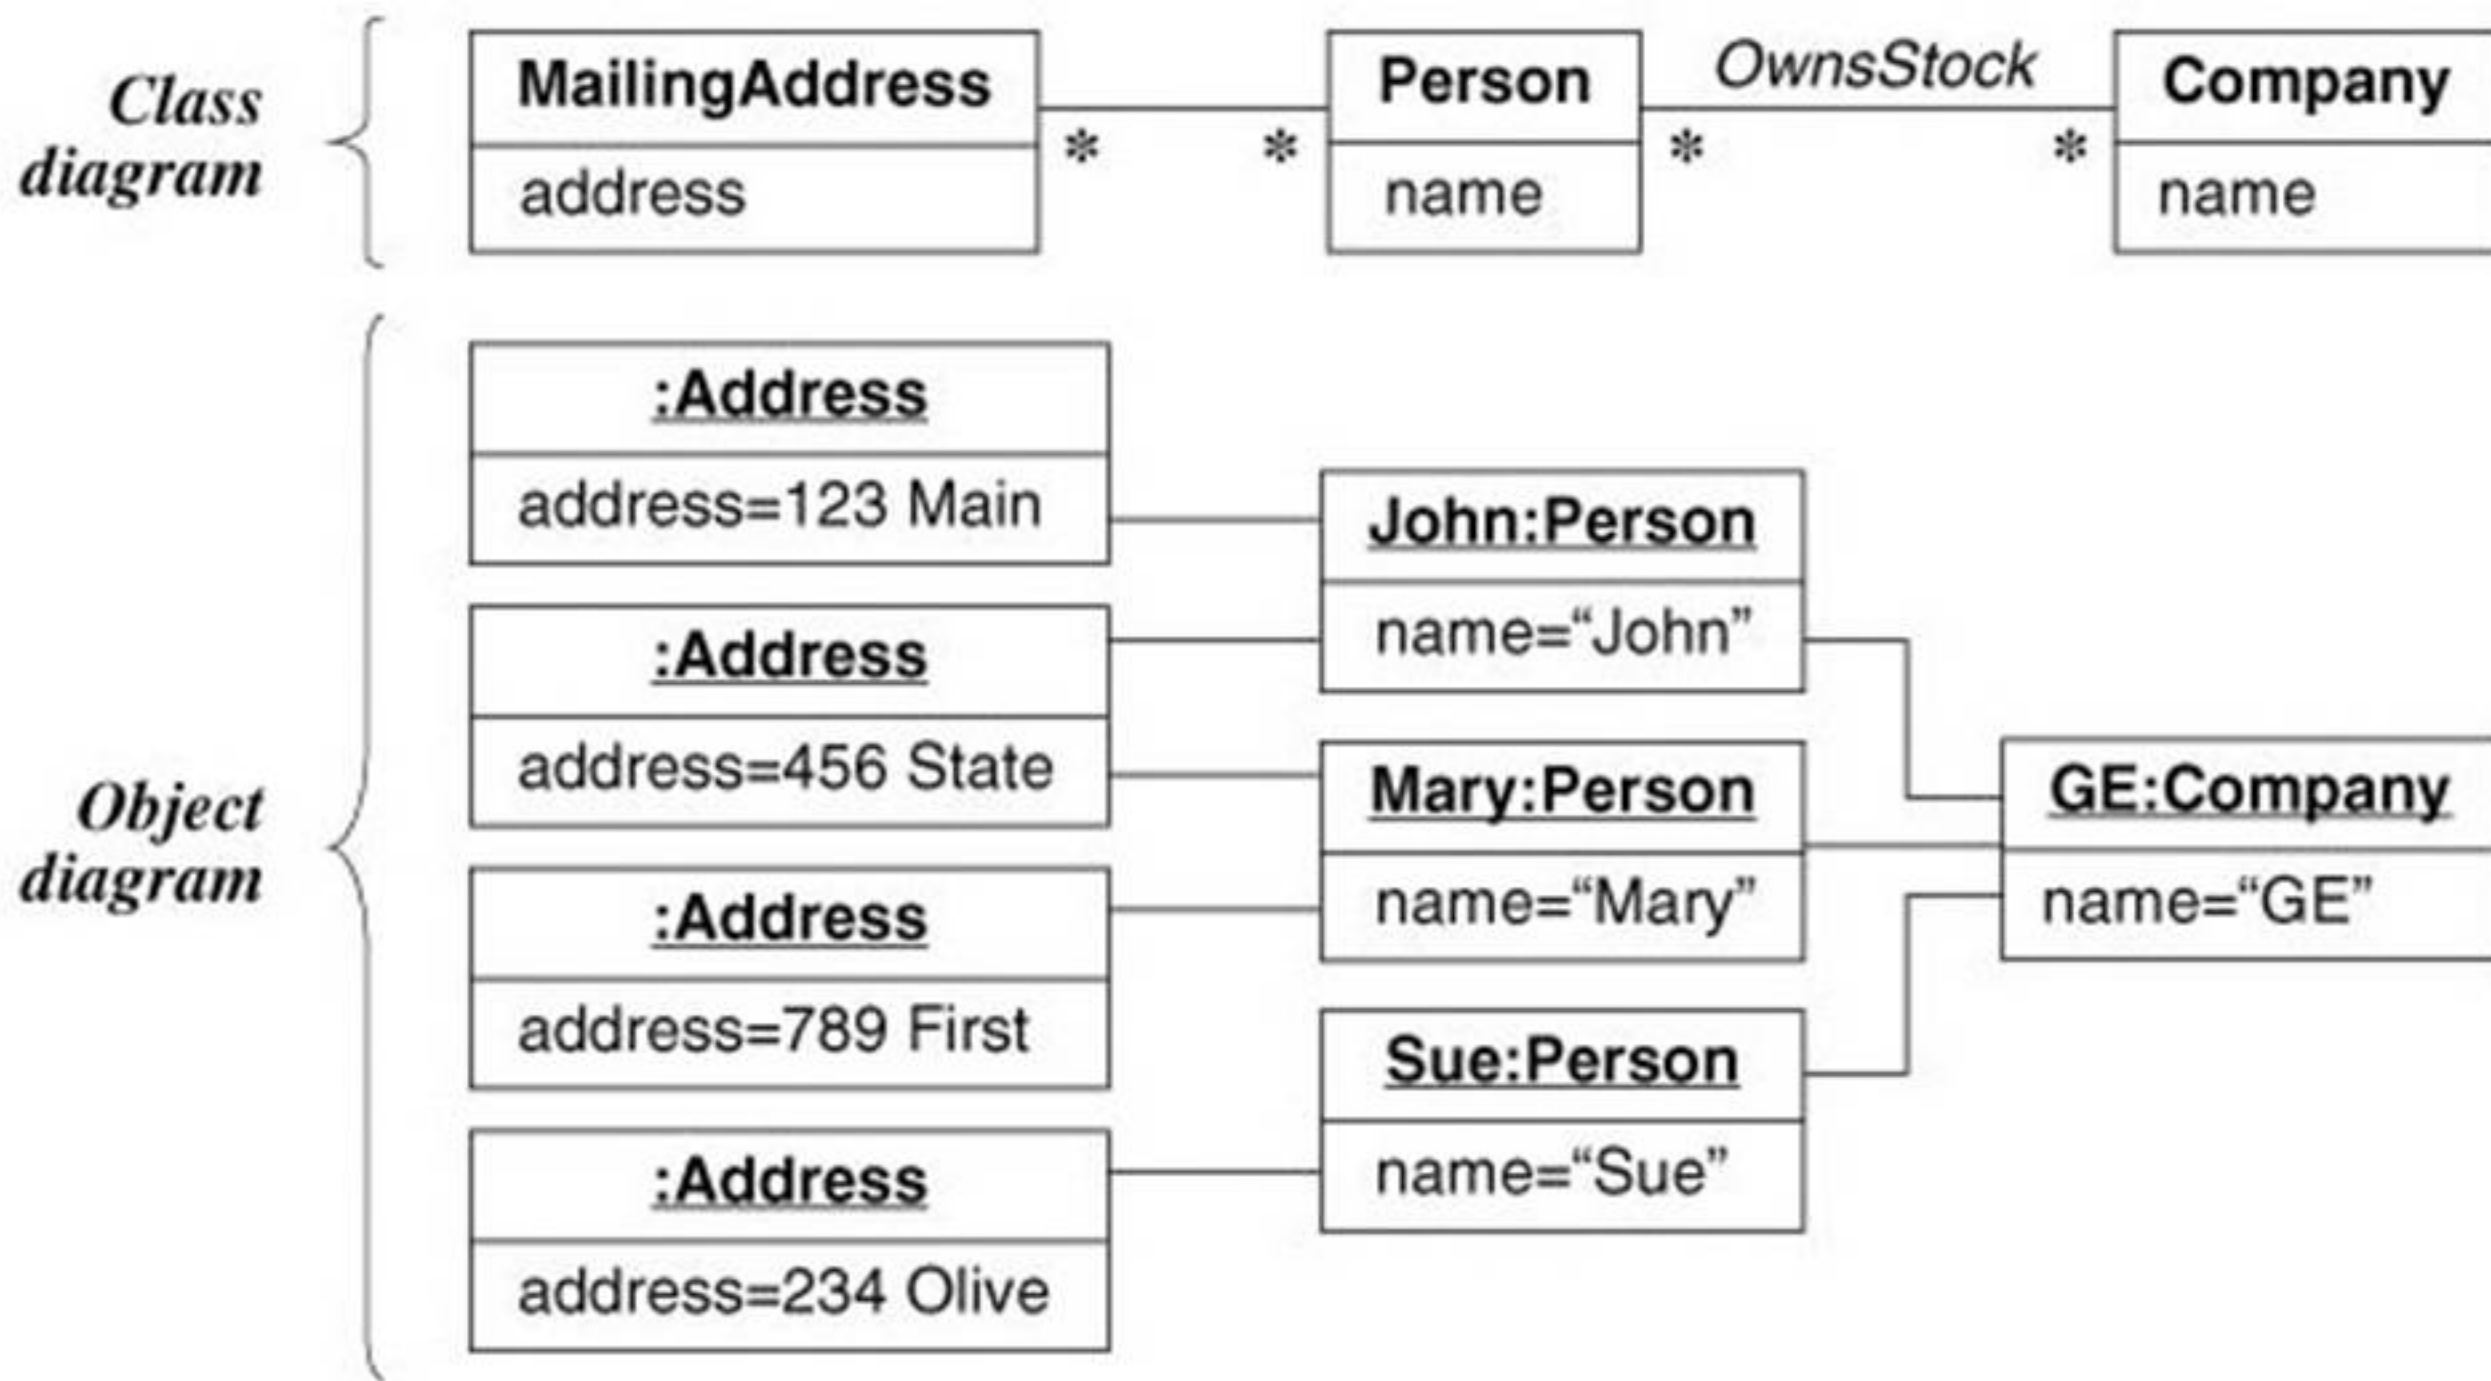 Class
diagram
MailingAddress
address
*
*
Person
name
OwnsStock
*
*
Company
name
Object
diagram
:Address
address=123 Main
:Address
address=456 State
:Address
address=789 First
:Address
address=234 Olive
John:Person
name=“John”
Mary:Person
name=“Mary”
Sue:Person
name=“Sue”
GE:Company
name=“GE”